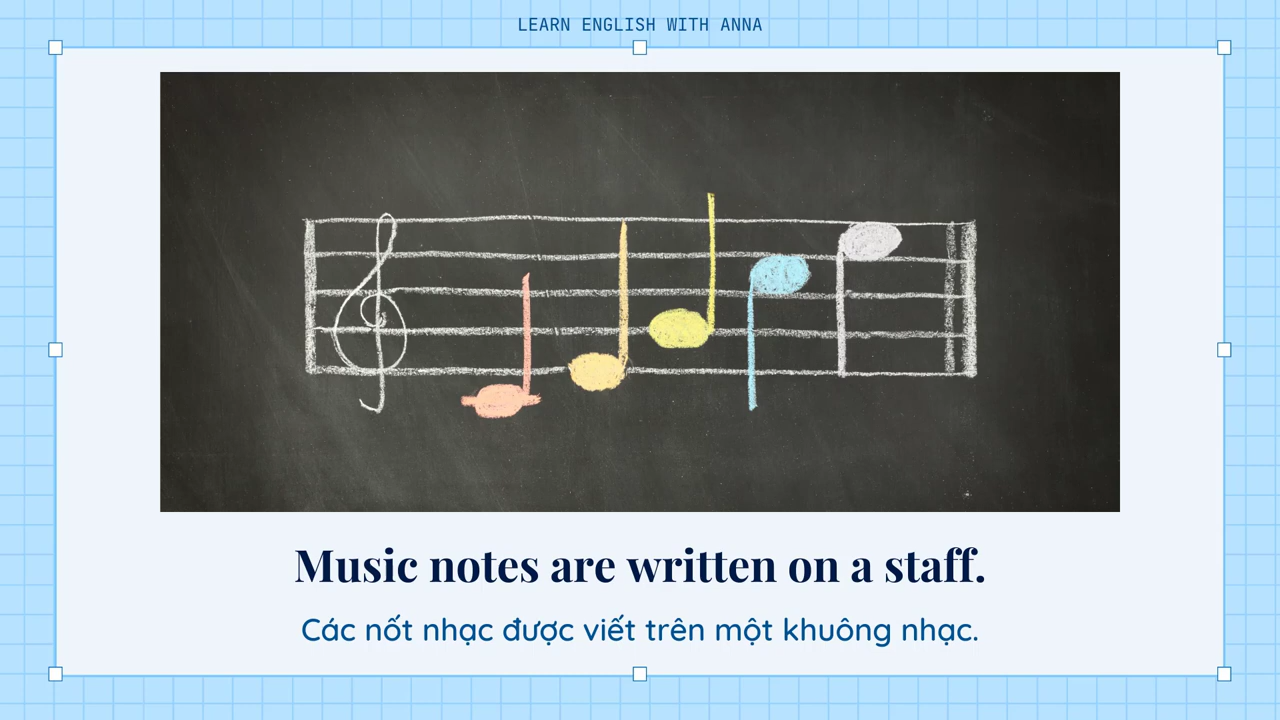 LEARN ENGLISH WITH ANNA
Music notes are written on a staff.
Các nốt nhạc được viết trên một khuông nhạc.